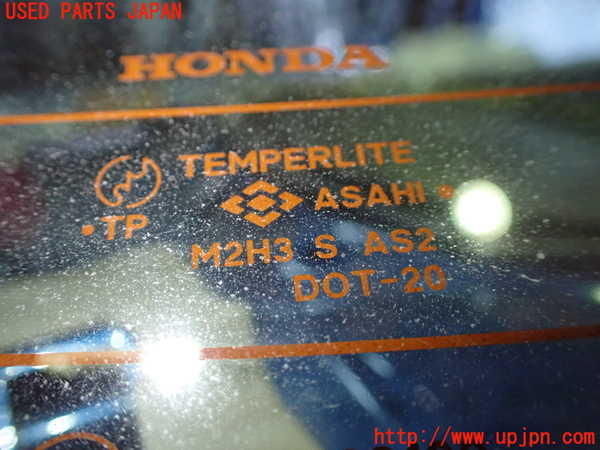 USED PARTS JAPAN
HONDA
TEMPERLITE
ASAHI
TP
M2H3 S AS2
DOT-20
http://www.upjpn.com